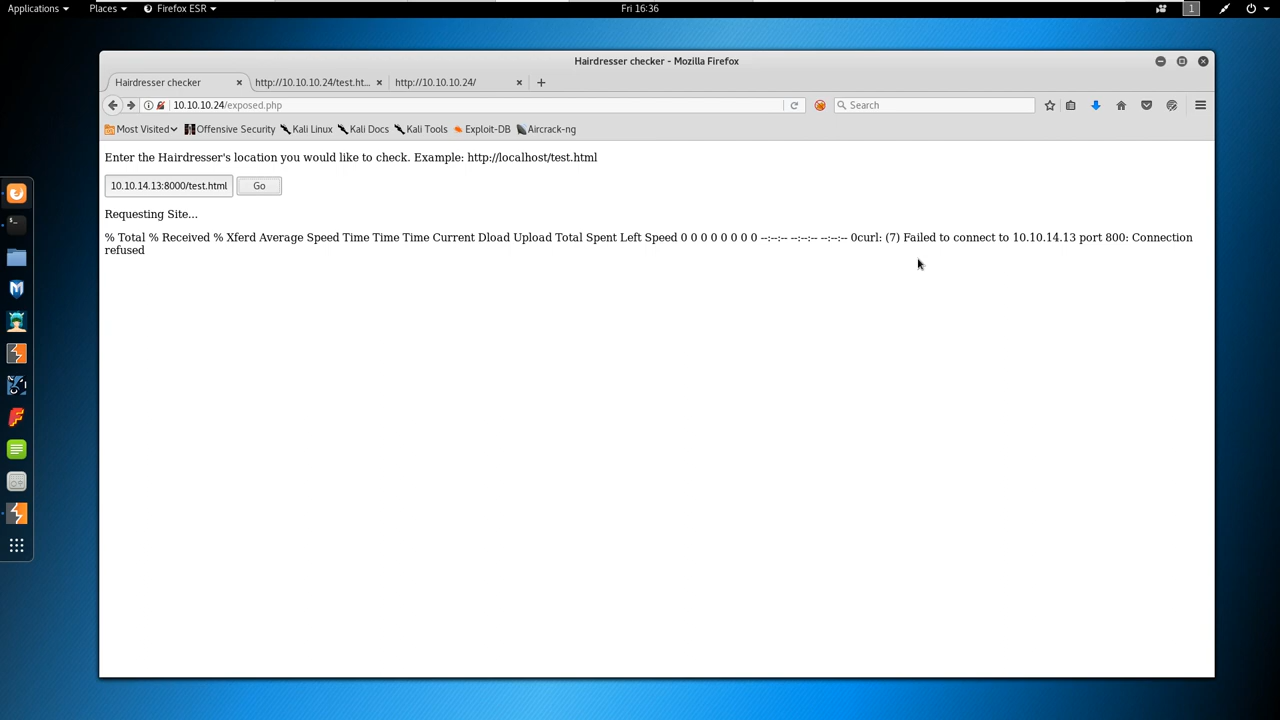 Applications Places Firefox ESR Fri 16:36 1
Hairdresser checker - Mozilla Firefox
Hairdresser checker http://10.10.10.24/test.ht... http://10.10.10.24/
10.10.10.24/exposed.php Search
Most Visited Offensive Security Kali Linux Kali Docs Kali Tools Exploit-DB Aircrack-ng
Enter the Hairdresser's location you would like to check. Example: http://localhost/test.html
10.10.14.13:8000/test.html Go
Requesting Site...
% Total % Received % Xferd Average Speed Time Time Time Current Dload Upload Total Spent Left Speed 0 0 0 0 0 0 0 0 --:--:-- --:--:-- --:--:-- 0curl: (7) Failed to connect to 10.10.14.13 port 800: Connection
refused